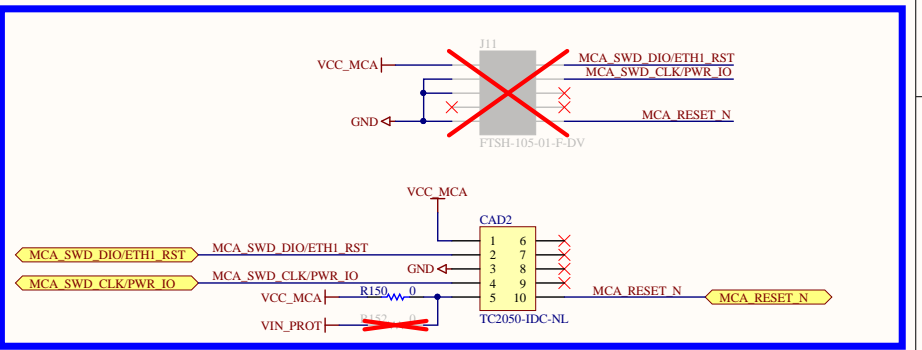 J11
VCC_MCA
MCA_SWD_DIO/ETH1_RST
MCA_SWD_CLK/PWR_IO
GND
MCA_RESET_N
FTSH-105-01-F-DV
VCC_MCA
CAD2
MCA_SWD_DIO/ETH1_RST
MCA_SWD_DIO/ETH1_RST
MCA_SWD_CLK/PWR_IO
MCA_SWD_CLK/PWR_IO
GND
1 6
2 7
3 8
4 9
5 10
VCC_MCA
R150 0
MCA_RESET_N
MCA_RESET_N
VIN_PROT
R152 0
TC2050-IDC-NL